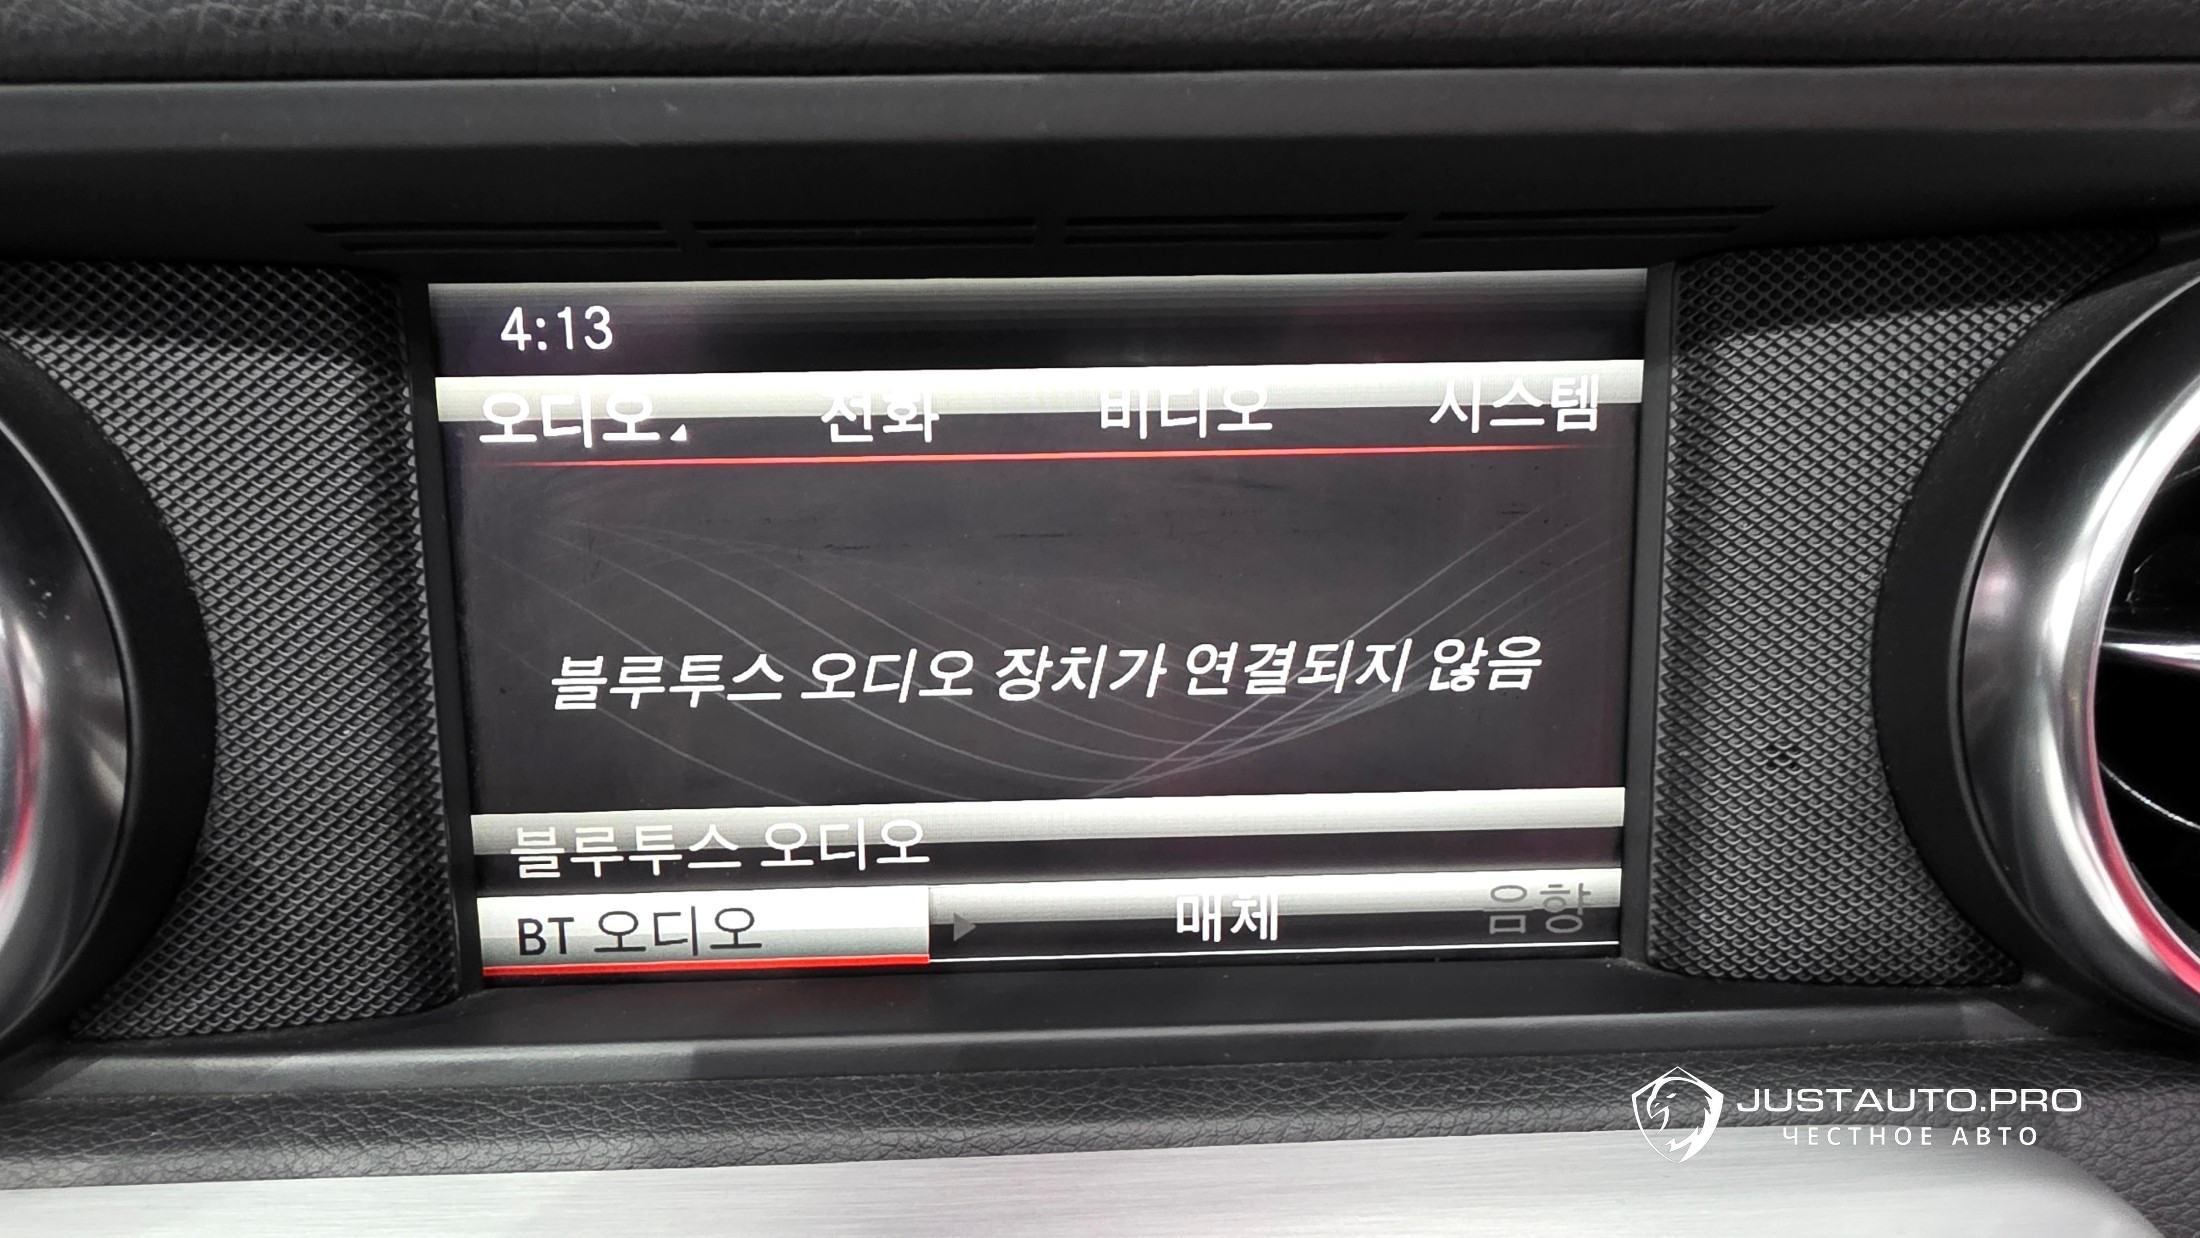 4:13
오디오 전화 비디오 시스템
블루투스 오디오 장치가 연결되지 않음
블루투스 오디오
BT 오디오 매체 음향
JUSTAUTO.PRO
ЧЕСТНОЕ АВТО